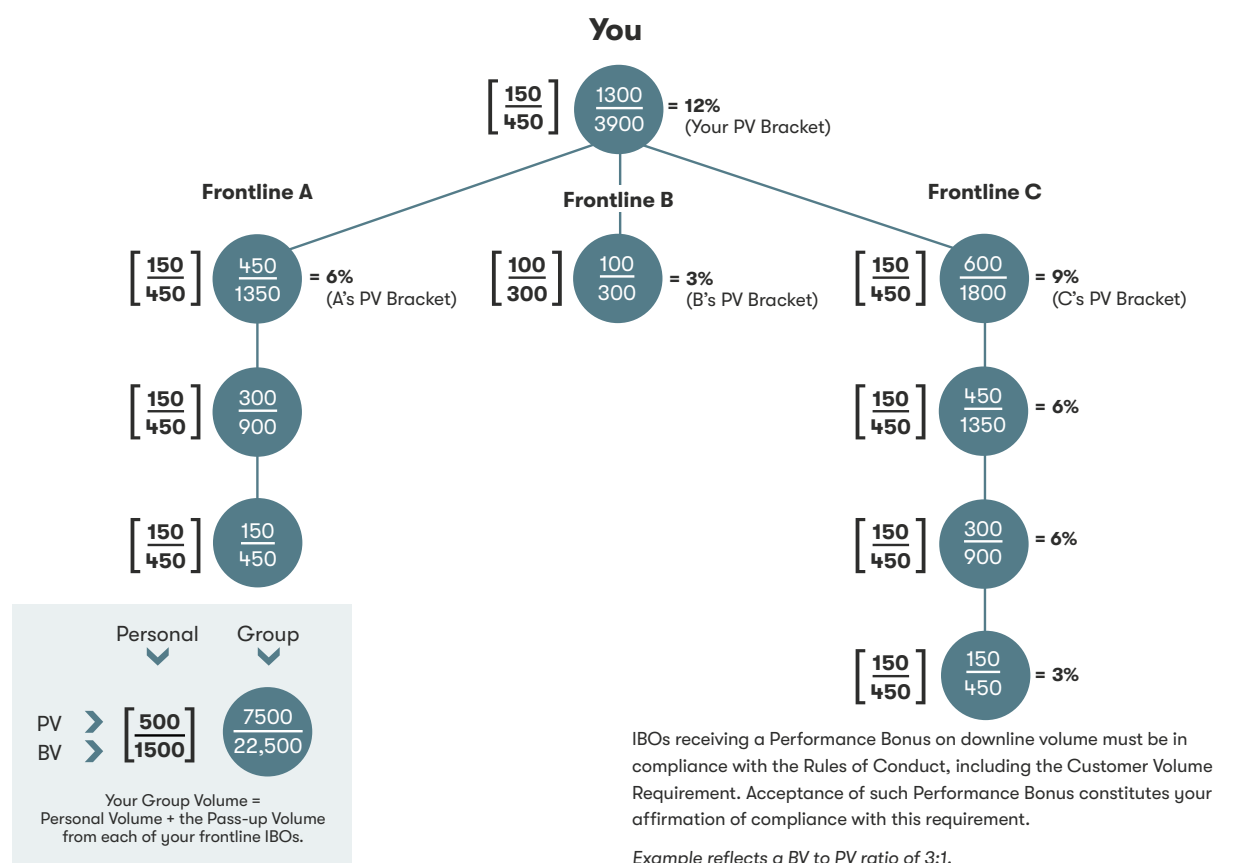 You
150
450
1300
3900
= 12%
(Your PV Bracket)
Frontline A
Frontline B
Frontline C
150
450
450
1350
= 6%
(A's PV Bracket)
100
300
100
300
= 3%
(B's PV Bracket)
150
450
600
1800
= 9%
(C's PV Bracket)
150
450
300
900
150
450
450
1350
= 6%
150
450
150
450
150
450
300
900
= 6%
150
450
150
450
= 3%
Personal
Group
PV
BV
500
1500
7500
22,500
Your Group Volume =
Personal Volume + the Pass-up Volume
from each of your frontline IBOs.
IBOs receiving a Performance Bonus on downline volume must be in
compliance with the Rules of Conduct, including the Customer Volume
Requirement. Acceptance of such Performance Bonus constitutes your
affirmation of compliance with this requirement.
Example reflects a BV to PV ratio of 3:1.